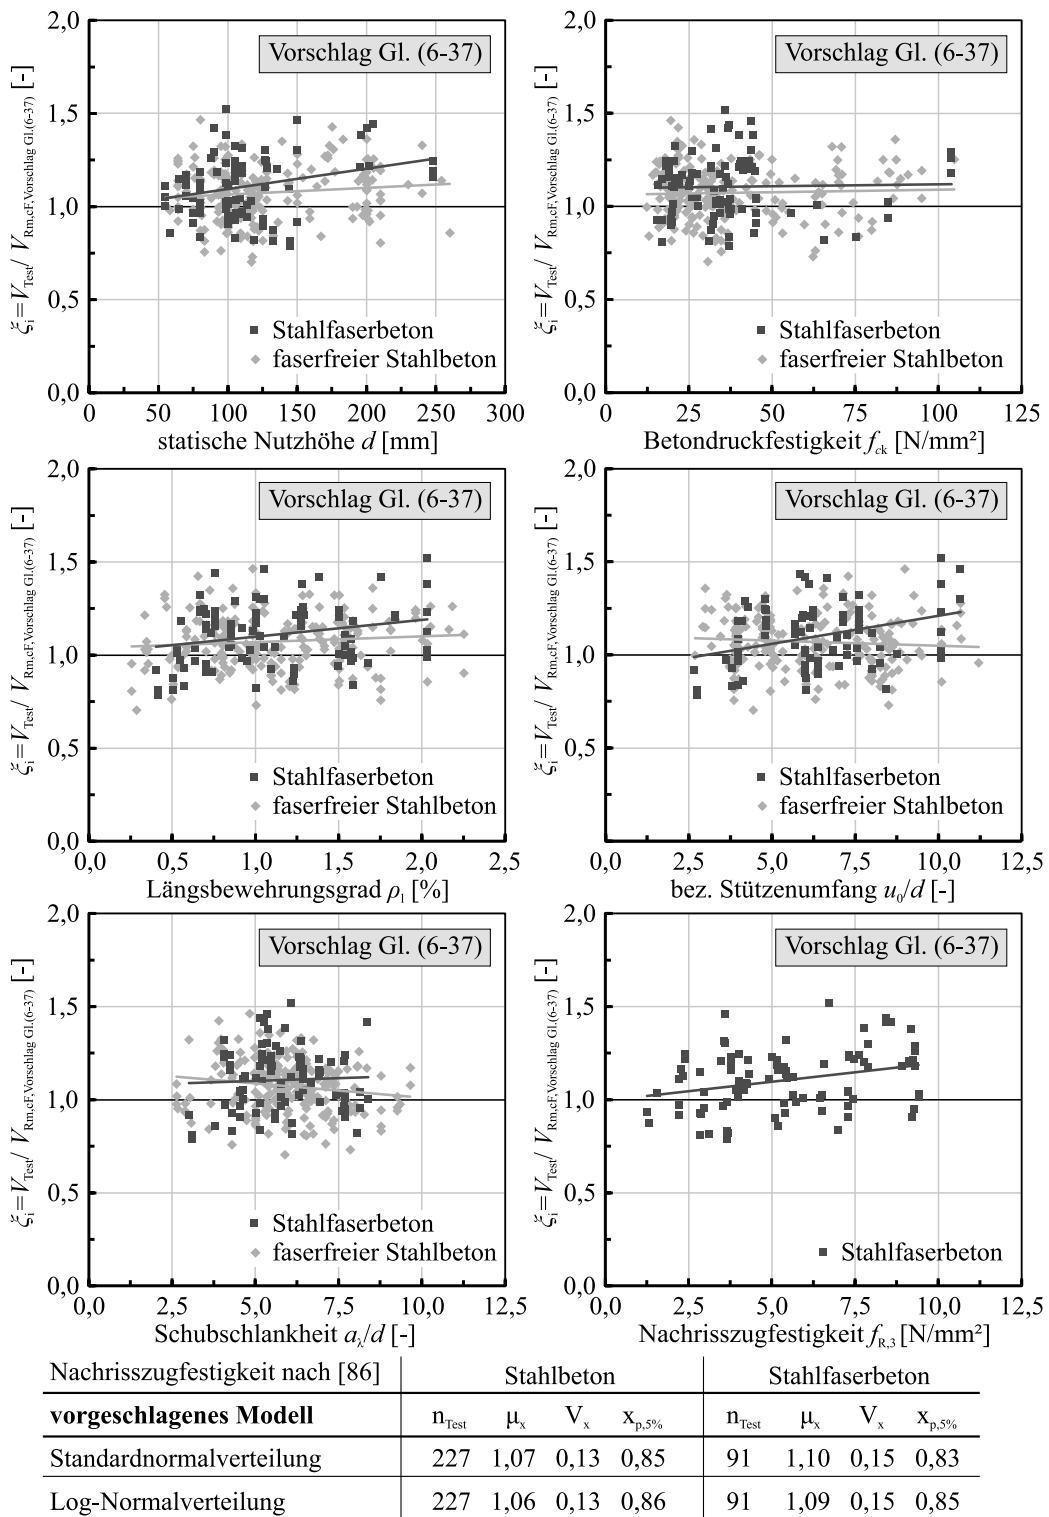 2,0
1,5
1,0
0,5
0,0
ξi=VTest/ VRm,cF,Vorschlag Gl.(6-37) [-]
Vorschlag Gl. (6-37)
Stahlfaserbeton
faserfreier Stahlbeton
0 50 100 150 200 250 300
statische Nutzhöhe d [mm]
2,0
1,5
1,0
0,5
0,0
ξi=VTest/ VRm,cF,Vorschlag Gl.(6-37) [-]
Vorschlag Gl. (6-37)
Stahlfaserbeton
faserfreier Stahlbeton
0 25 50 75 100 125
Betondruckfestigkeit fck [N/mm²]
2,0
1,5
1,0
0,5
0,0
ξi=VTest/ VRm,cF,Vorschlag Gl.(6-37) [-]
Vorschlag Gl. (6-37)
Stahlfaserbeton
faserfreier Stahlbeton
0,0 0,5 1,0 1,5 2,0 2,5
Längsbewehrungsgrad ρl [%]
2,0
1,5
1,0
0,5
0,0
ξi=VTest/ VRm,cF,Vorschlag Gl.(6-37) [-]
Vorschlag Gl. (6-37)
Stahlfaserbeton
faserfreier Stahlbeton
0,0 2,5 5,0 7,5 10,0 12,5
bez. Stützenumfang u0/d [-]
2,0
1,5
1,0
0,5
0,0
ξi=VTest/ VRm,cF,Vorschlag Gl.(6-37) [-]
Vorschlag Gl. (6-37)
Stahlfaserbeton
faserfreier Stahlbeton
0,0 2,5 5,0 7,5 10,0 12,5
Schubschlankheit aλ/d [-]
2,0
1,5
1,0
0,5
0,0
ξi=VTest/ VRm,cF,Vorschlag Gl.(6-37) [-]
Vorschlag Gl. (6-37)
Stahlfaserbeton
0,0 2,5 5,0 7,5 10,0 12,5
Nachrisszugfestigkeit fR,3 [N/mm²]
Nachrisszugfestigkeit nach [86] Stahlbeton Stahlfaserbeton
vorgeschlagenes Modell nTest μx Vx xp,5% nTest μx Vx xp,5%
Standardnormalverteilung 227 1,07 0,13 0,85 91 1,10 0,15 0,83
Log-Normalverteilung 227 1,06 0,13 0,86 91 1,09 0,15 0,85